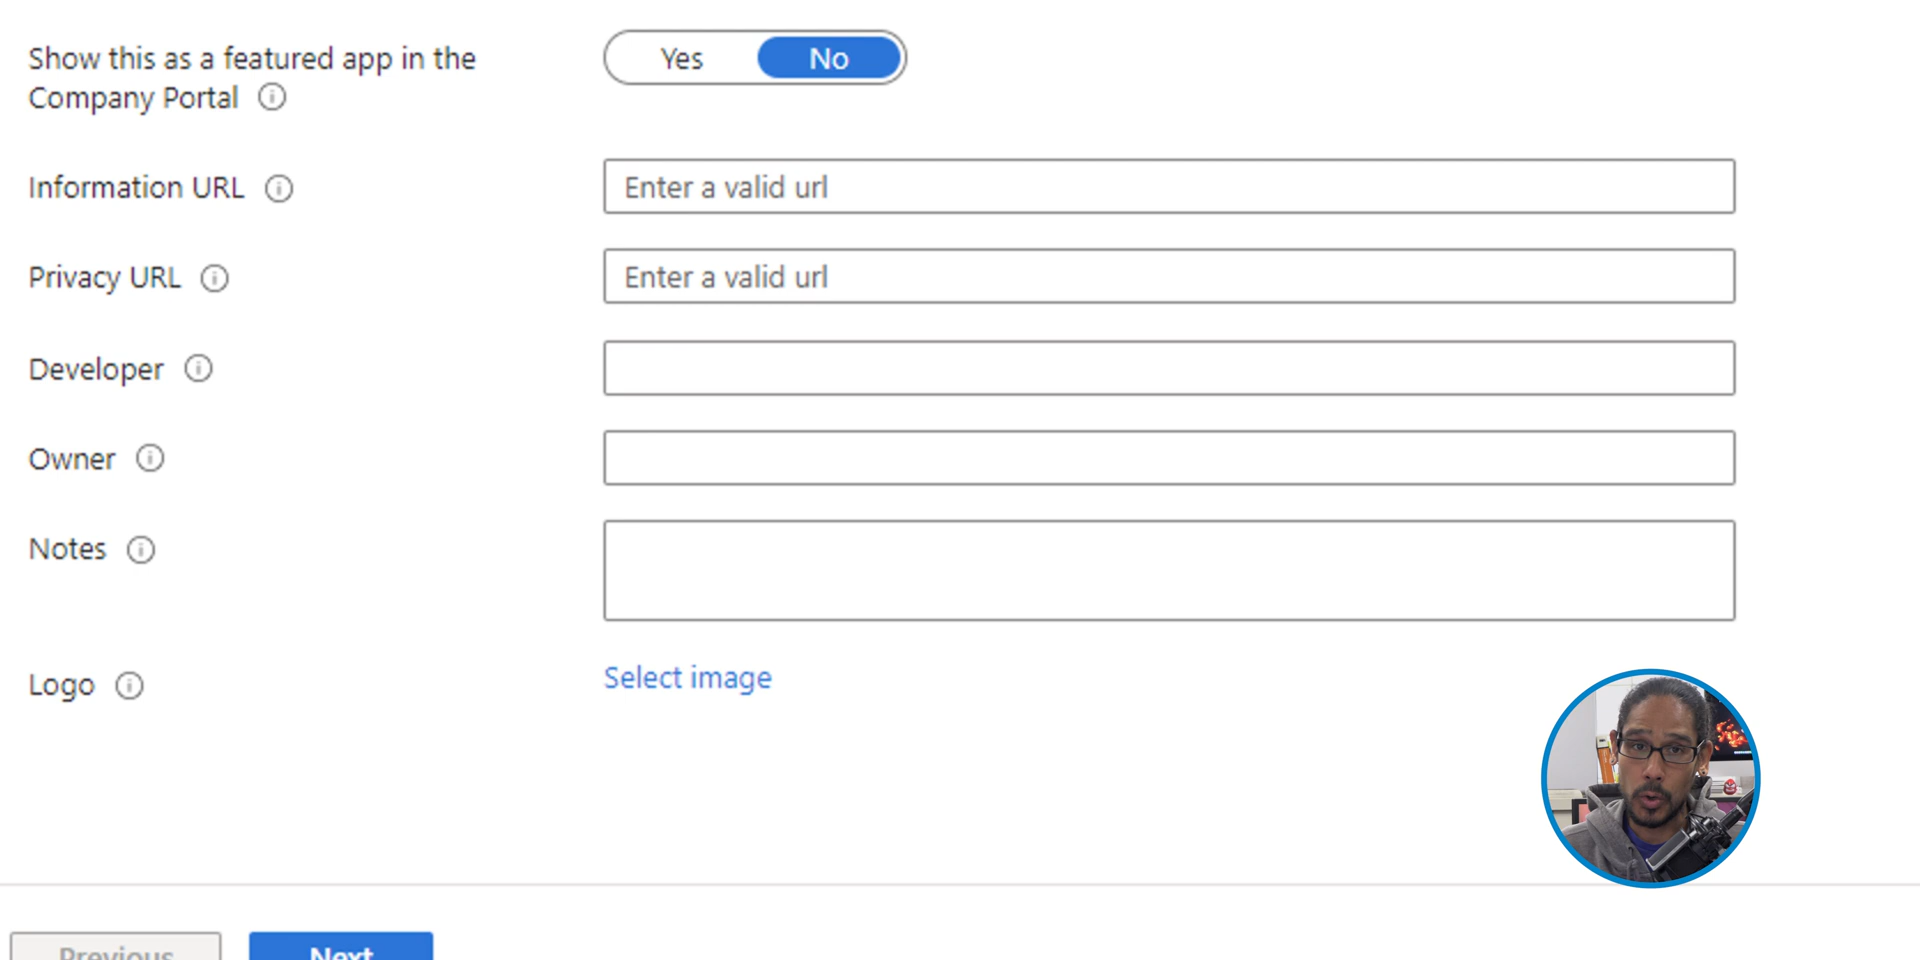 Show this as a featured app in the
Company Portal
Yes
No
Information URL
Enter a valid url
Privacy URL
Enter a valid url
Developer
Owner
Notes
Logo
Select image
Previous
Next